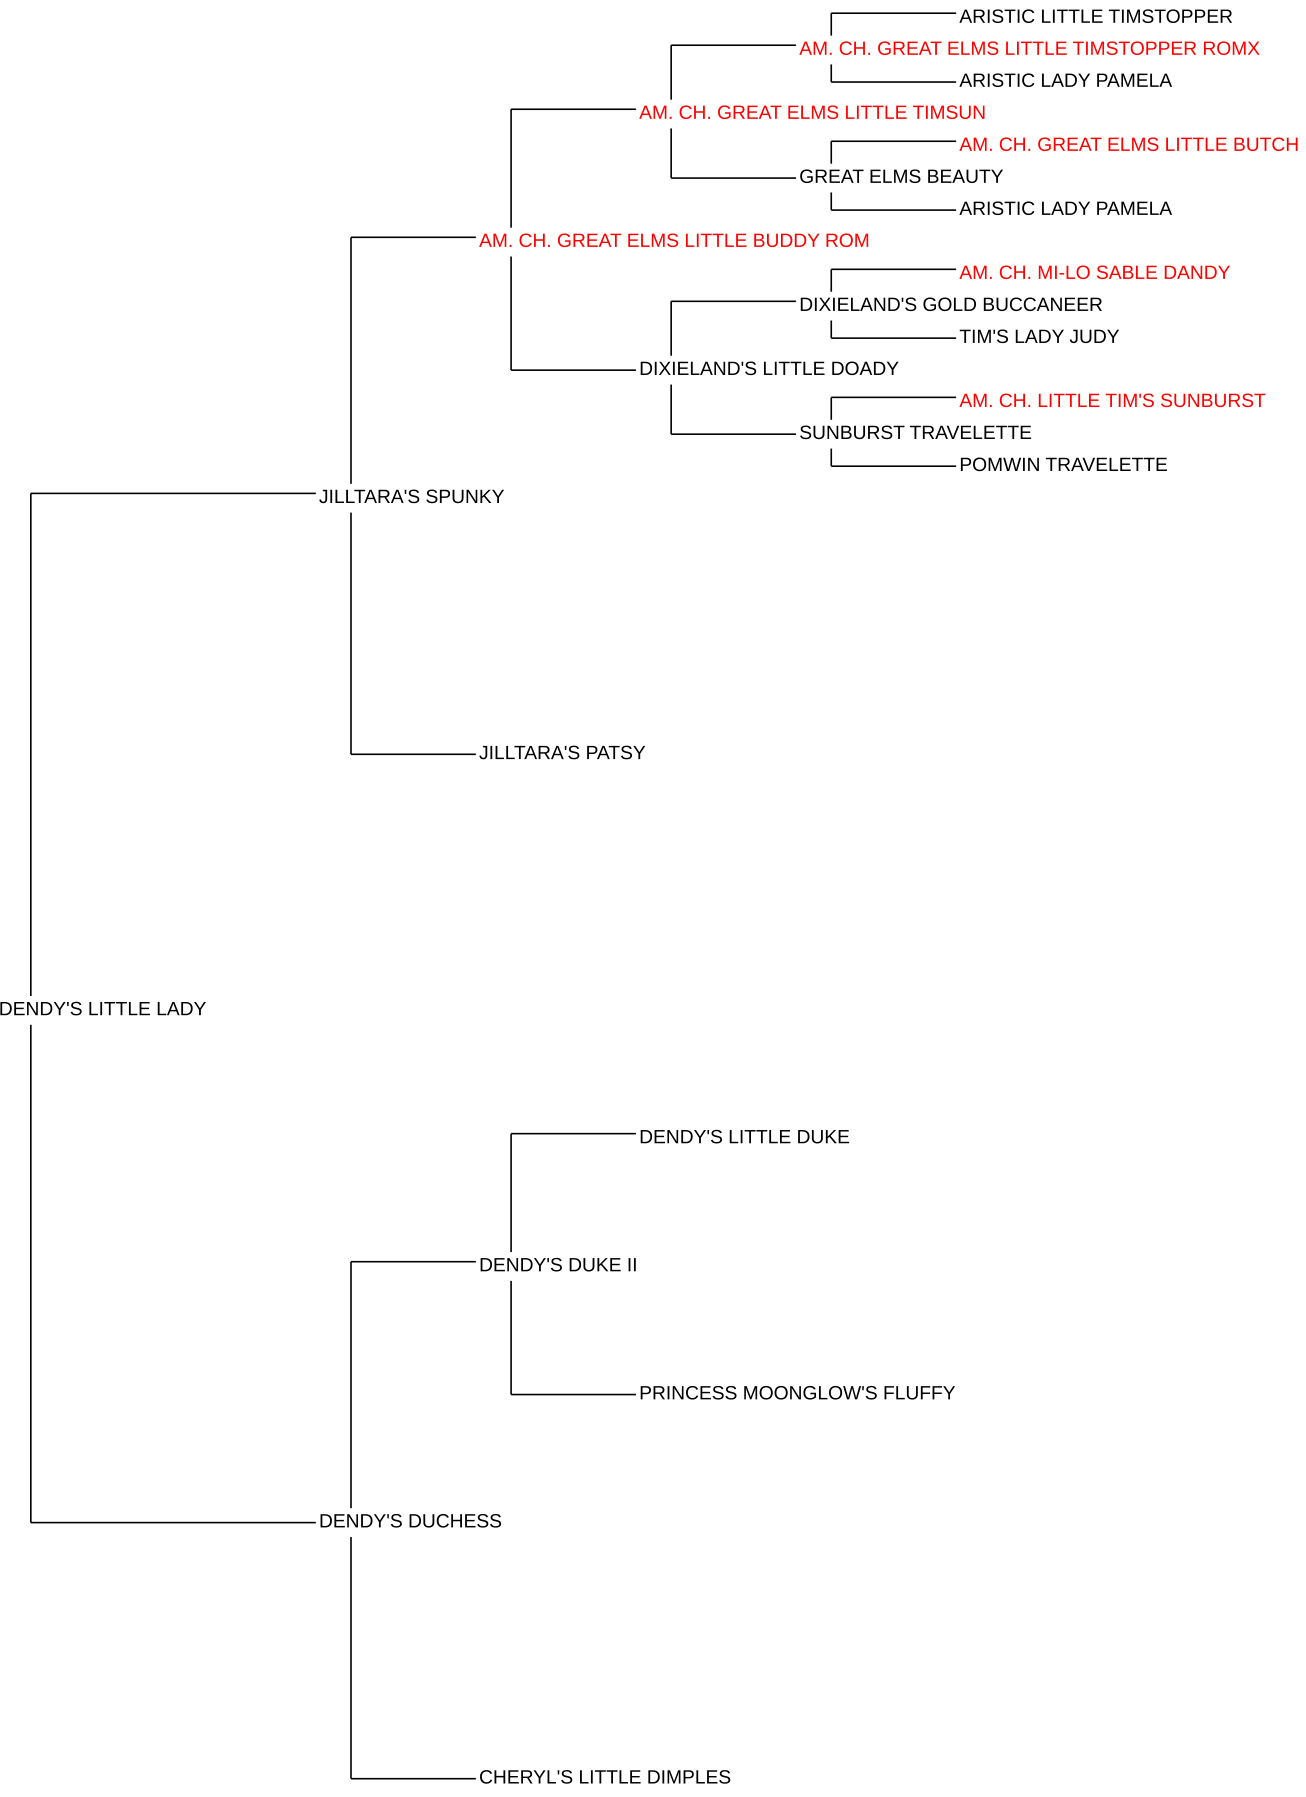 ARISTIC LITTLE TIMSTOPPER
AM. CH. GREAT ELMS LITTLE TIMSTOPPER ROMX
ARISTIC LADY PAMELA
AM. CH. GREAT ELMS LITTLE TIMSUN
AM. CH. GREAT ELMS LITTLE BUTCH
GREAT ELMS BEAUTY
ARISTIC LADY PAMELA
AM. CH. GREAT ELMS LITTLE BUDDY ROM
AM. CH. MI-LO SABLE DANDY
DIXIELAND'S GOLD BUCCANEER
TIM'S LADY JUDY
DIXIELAND'S LITTLE DOADY
AM. CH. LITTLE TIM'S SUNBURST
SUNBURST TRAVELETTE
POMWIN TRAVELETTE
JILLTARA'S SPUNKY
JILLTARA'S PATSY
DENDY'S LITTLE LADY
DENDY'S LITTLE DUKE
DENDY'S DUKE II
PRINCESS MOONGLOW'S FLUFFY
DENDY'S DUCHESS
CHERYL'S LITTLE DIMPLES